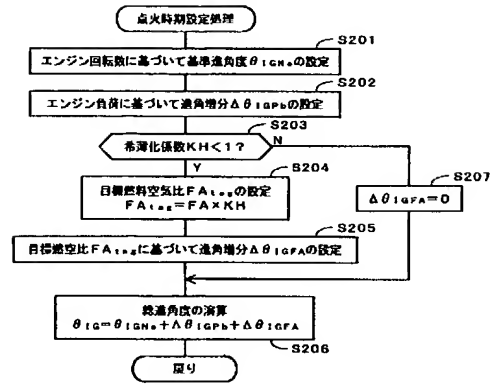 点火時期設定処理
S201
エンジン回転数に基づいて基準進角度θIGNeの設定
S202
エンジン負荷に基づいて進角増分ΔθIGPbの設定
S203
希薄化係数KH<1?
N
Y
S204
目標燃料空気比FAtagの設定
FAtag=FA×KH
S207
ΔθIGFA=0
S205
目標燃空比FAtagに基づいて進角増分ΔθIGFAの設定
総進角度の演算
θIG=θIGNe+ΔθIGPb+ΔθIGFA
S206
戻り